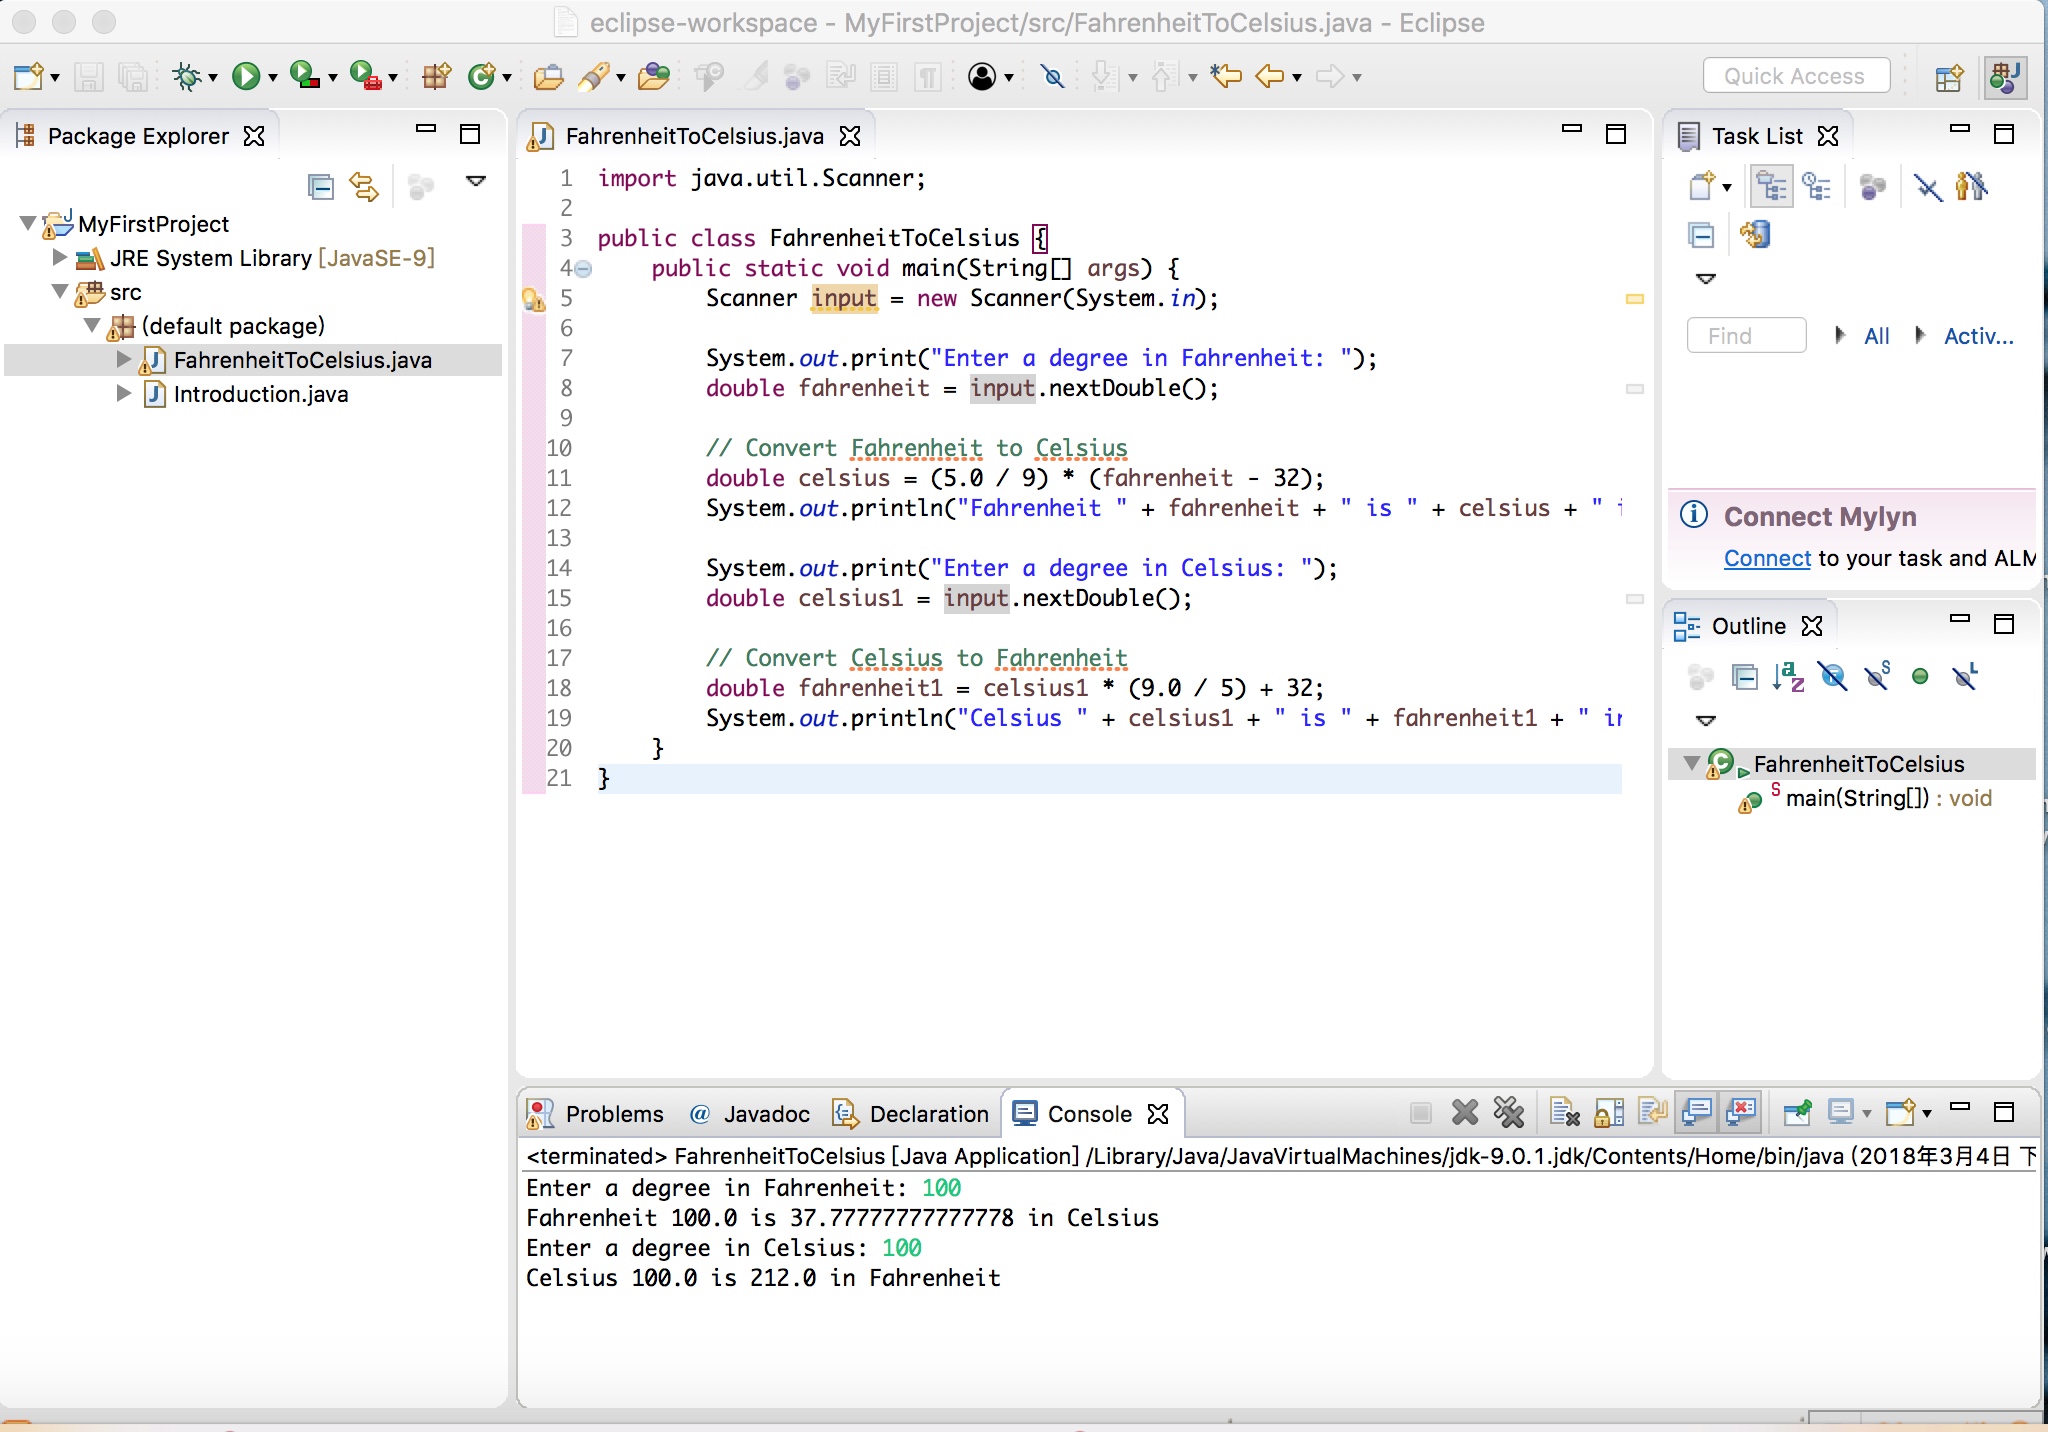 eclipse-workspace - MyFirstProject/src/FahrenheitToCelsius.java - Eclipse
Quick Access
Package Explorer
MyFirstProject
JRE System Library [JavaSE-9]
src
(default package)
FahrenheitToCelsius.java
Introduction.java
FahrenheitToCelsius.java
1 import java.util.Scanner;
2
3 public class FahrenheitToCelsius {
4     public static void main(String[] args) {
5         Scanner input = new Scanner(System.in);
6
7         System.out.print("Enter a degree in Fahrenheit: ");
8         double fahrenheit = input.nextDouble();
9
10         // Convert Fahrenheit to Celsius
11         double celsius = (5.0 / 9) * (fahrenheit - 32);
12         System.out.println("Fahrenheit " + fahrenheit + " is " + celsius + " i
13
14         System.out.print("Enter a degree in Celsius: ");
15         double celsius1 = input.nextDouble();
16
17         // Convert Celsius to Fahrenheit
18         double fahrenheit1 = celsius1 * (9.0 / 5) + 32;
19         System.out.println("Celsius " + celsius1 + " is " + fahrenheit1 + " in
20     }
21 }
Task List
Find
All
Activ...
Connect Mylyn
Connect to your task and ALM
Outline
FahrenheitToCelsius
main(String[]) : void
Problems
Javadoc
Declaration
Console
<terminated> FahrenheitToCelsius [Java Application] /Library/Java/JavaVirtualMachines/jdk-9.0.1.jdk/Contents/Home/bin/java (2018年3月4日 下
Enter a degree in Fahrenheit: 100
Fahrenheit 100.0 is 37.77777777777778 in Celsius
Enter a degree in Celsius: 100
Celsius 100.0 is 212.0 in Fahrenheit